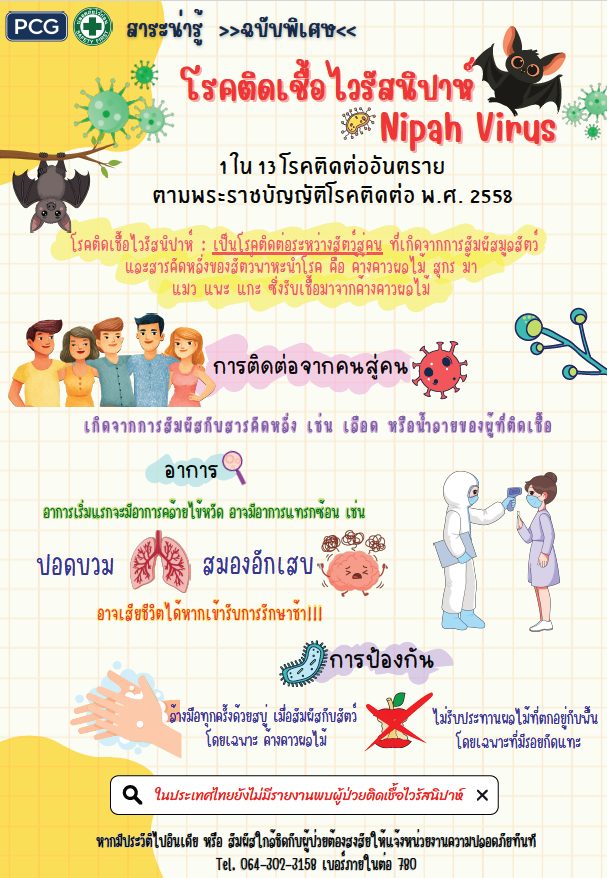 PCG
SAFETY FIRST
สาระน่ารู้ >>ฉบับพิเศษ<<
โรคติดเชื้อไวรัสนิปาห์
Nipah Virus
1 ใน 13 โรคติดต่ออันตราย
ตามพระราชบัญญัติโรคติดต่อ พ.ศ. 2558
โรคติดเชื้อไวรัสนิปาห์ : เป็นโรคติดต่อระหว่างสัตว์สู่คน ที่เกิดจากการสัมผัสมูลสัตว์
และสารคัดหลั่งของสัตว์พาหะนำโรค คือ ค้างคาวผลไม้ สุกร ม้า
แมว แพะ แกะ ซึ่งรับเชื้อมาจากค้างคาวผลไม้
การติดต่อจากคนสู่คน
เกิดจากการสัมผัสกับสารคัดหลั่ง เช่น เลือด หรือน้ำลายของผู้ที่ติดเชื้อ
อาการ
อาการเริ่มแรกจะมีอาการคล้ายไข้หวัด อาจมีอาการแทรกซ้อน เช่น
ปอดบวม สมองอักเสบ
อาจเสียชีวิตได้หากเข้ารับการรักษาช้า!!!
การป้องกัน
ล้างมือทุกครั้งด้วยสบู่ เมื่อสัมผัสกับสัตว์
โดยเฉพาะ ค้างคาวผลไม้
ไม่รับประทานผลไม้ที่ตกอยู่กับพื้น
โดยเฉพาะที่มีรอยกัดแทะ
ในประเทศไทยยังไม่มีรายงานพบผู้ป่วยติดเชื้อไวรัสนิปาห์
หากมีประวัติไปอินเดีย หรือ สัมผัสใกล้ชิดกับผู้ป่วยต้องสงสัยให้แจ้งหน่วยงานความปลอดภัยทันที
Tel. 064-302-3158 เบอร์ภายในต่อ 780